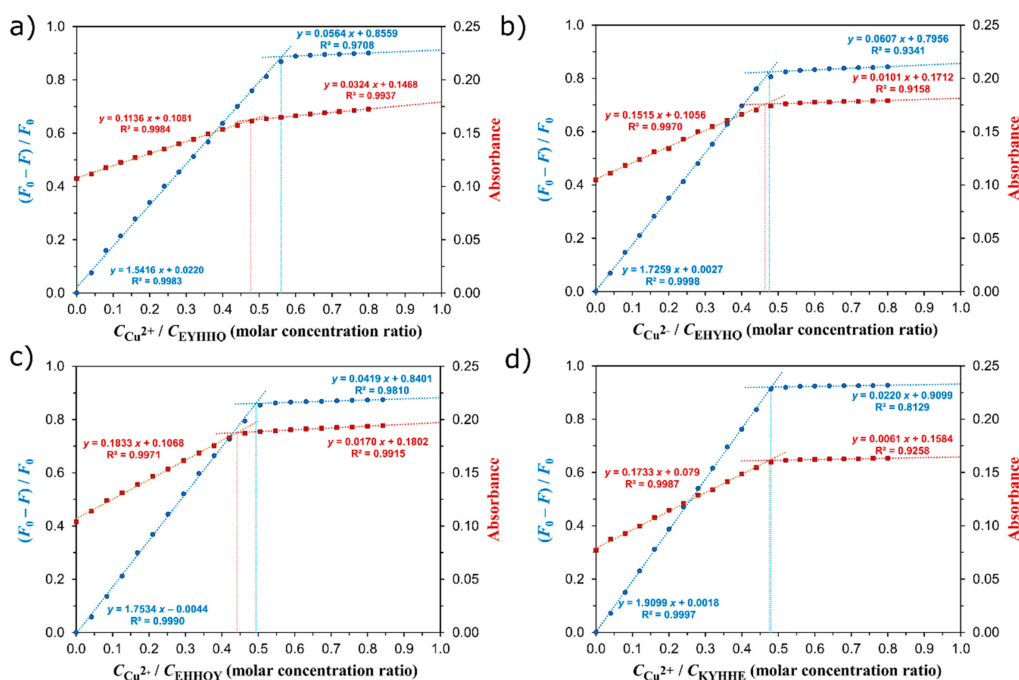 a)
y = 0.0564 x + 0.8559
R² = 0.9708
y = 0.0324 x + 0.1468
R² = 0.9937
y = 0.1136 x + 0.1081
R² = 0.9984
y = 1.5416 x + 0.0220
R² = 0.9983
(F₀ – F) / F₀
Absorbance
1.0
0.8
0.6
0.4
0.2
0.0
0.25
0.20
0.15
0.10
0.05
0.00
0.0 0.1 0.2 0.3 0.4 0.5 0.6 0.7 0.8 0.9 1.0
C Cu²⁺ / C EYHHQ (molar concentration ratio)
b)
y = 0.0607 x + 0.7956
R² = 0.9341
y = 0.0101 x + 0.1712
R² = 0.9158
y = 0.1515 x + 0.1056
R² = 0.9970
y = 1.7259 x + 0.0027
R² = 0.9998
(F₀ – F) / F₀
Absorbance
1.0
0.8
0.6
0.4
0.2
0.0
0.25
0.20
0.15
0.10
0.05
0.00
0.0 0.1 0.2 0.3 0.4 0.5 0.6 0.7 0.8 0.9 1.0
C Cu²⁻ / C EHYHQ (molar concentration ratio)
c)
y = 0.0419 x + 0.8401
R² = 0.9810
y = 0.1833 x + 0.1068
R² = 0.9971
y = 0.0170 x + 0.1802
R² = 0.9915
y = 1.7534 x – 0.0044
R² = 0.9990
(F₀ – F) / F₀
Absorbance
1.0
0.8
0.6
0.4
0.2
0.0
0.25
0.20
0.15
0.10
0.05
0.00
0.0 0.1 0.2 0.3 0.4 0.5 0.6 0.7 0.8 0.9 1.0
C Cu²⁺ / C EHHQY (molar concentration ratio)
d)
y = 0.0220 x + 0.9099
R² = 0.8129
y = 0.0061 x + 0.1584
R² = 0.9258
y = 0.1733 x + 0.079
R² = 0.9987
y = 1.9099 x + 0.0018
R² = 0.9997
(F₀ – F) / F₀
Absorbance
1.0
0.8
0.6
0.4
0.2
0.0
0.25
0.20
0.15
0.10
0.05
0.00
0.0 0.1 0.2 0.3 0.4 0.5 0.6 0.7 0.8 0.9 1.0
C Cu²⁺ / C KYHHE (molar concentration ratio)